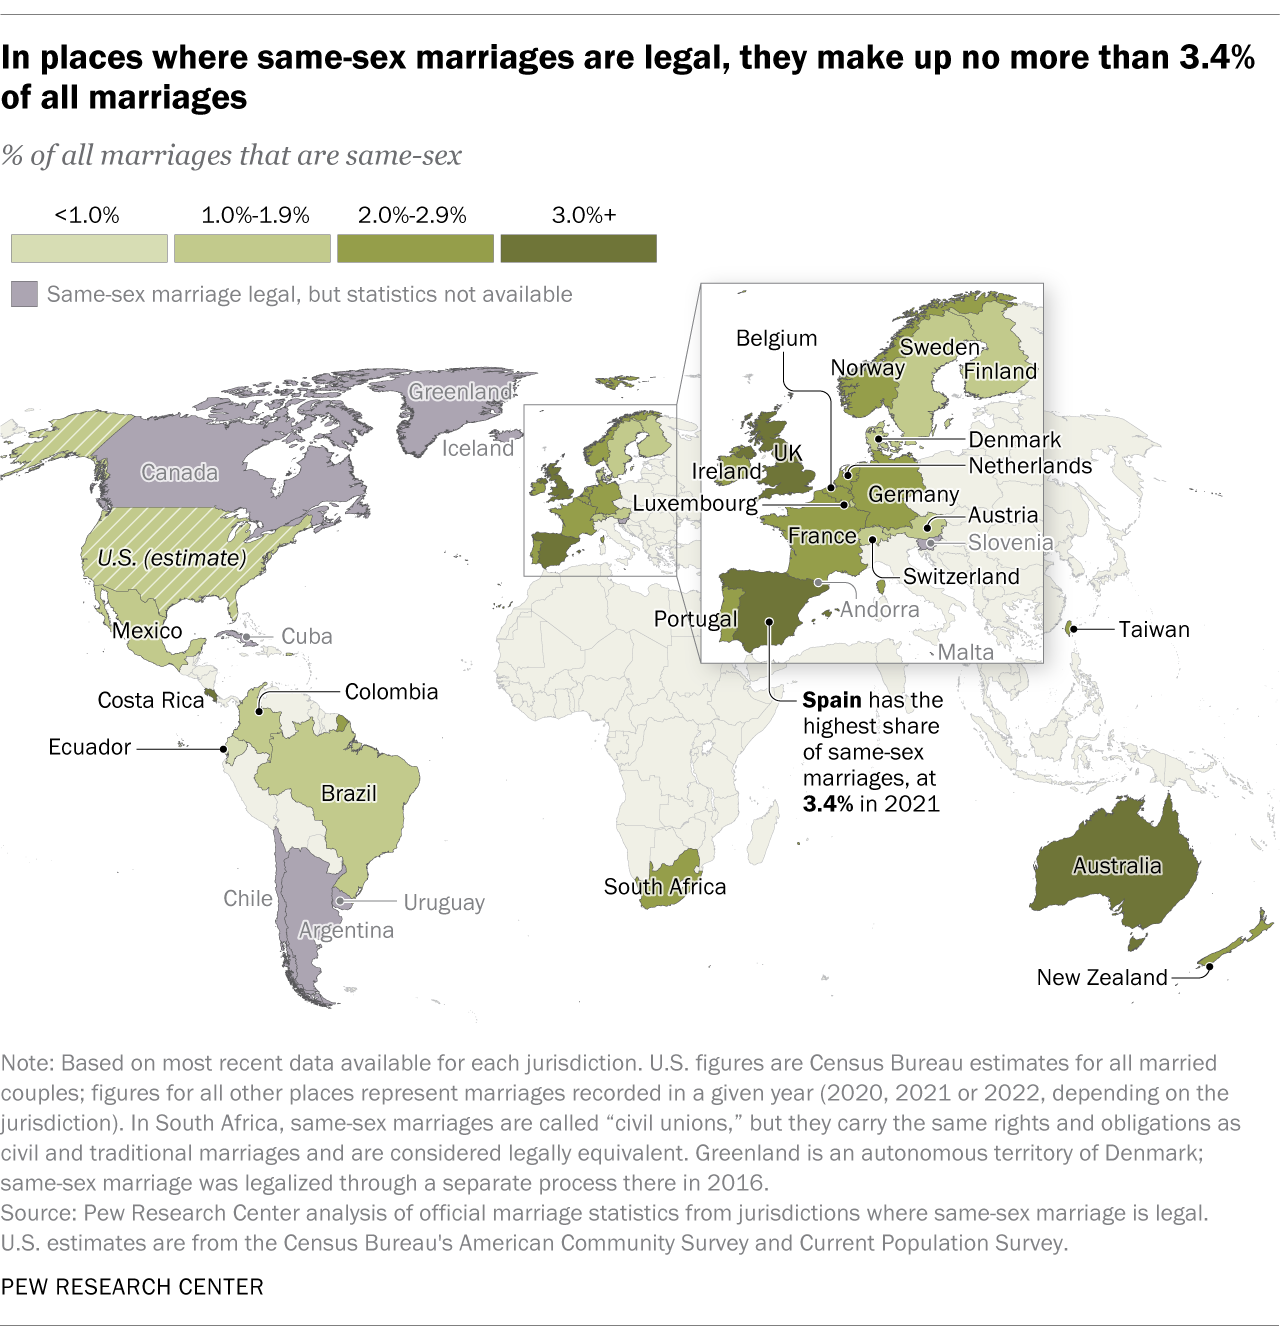 In places where same-sex marriages are legal, they make up no more than 3.4%
of all marriages
% of all marriages that are same-sex
<1.0%
1.0%-1.9%
2.0%-2.9%
3.0%+
Same-sex marriage legal, but statistics not available
Belgium
Sweden
Norway
Finland
Greenland
Iceland
Denmark
UK
Netherlands
Ireland
Canada
Germany
Luxembourg
Austria
France
Slovenia
U.S. (estimate)
Switzerland
Andorra
Portugal
Mexico
Taiwan
Cuba
Malta
Colombia
Costa Rica
Spain has the
highest share
of same-sex
marriages, at
3.4% in 2021
Ecuador
Brazil
Australia
South Africa
Chile
Uruguay
Argentina
New Zealand
Note: Based on most recent data available for each jurisdiction. U.S. figures are Census Bureau estimates for all married
couples; figures for all other places represent marriages recorded in a given year (2020, 2021 or 2022, depending on the
jurisdiction). In South Africa, same-sex marriages are called “civil unions,” but they carry the same rights and obligations as
civil and traditional marriages and are considered legally equivalent. Greenland is an autonomous territory of Denmark;
same-sex marriage was legalized through a separate process there in 2016.
Source: Pew Research Center analysis of official marriage statistics from jurisdictions where same-sex marriage is legal.
U.S. estimates are from the Census Bureau's American Community Survey and Current Population Survey.
PEW RESEARCH CENTER